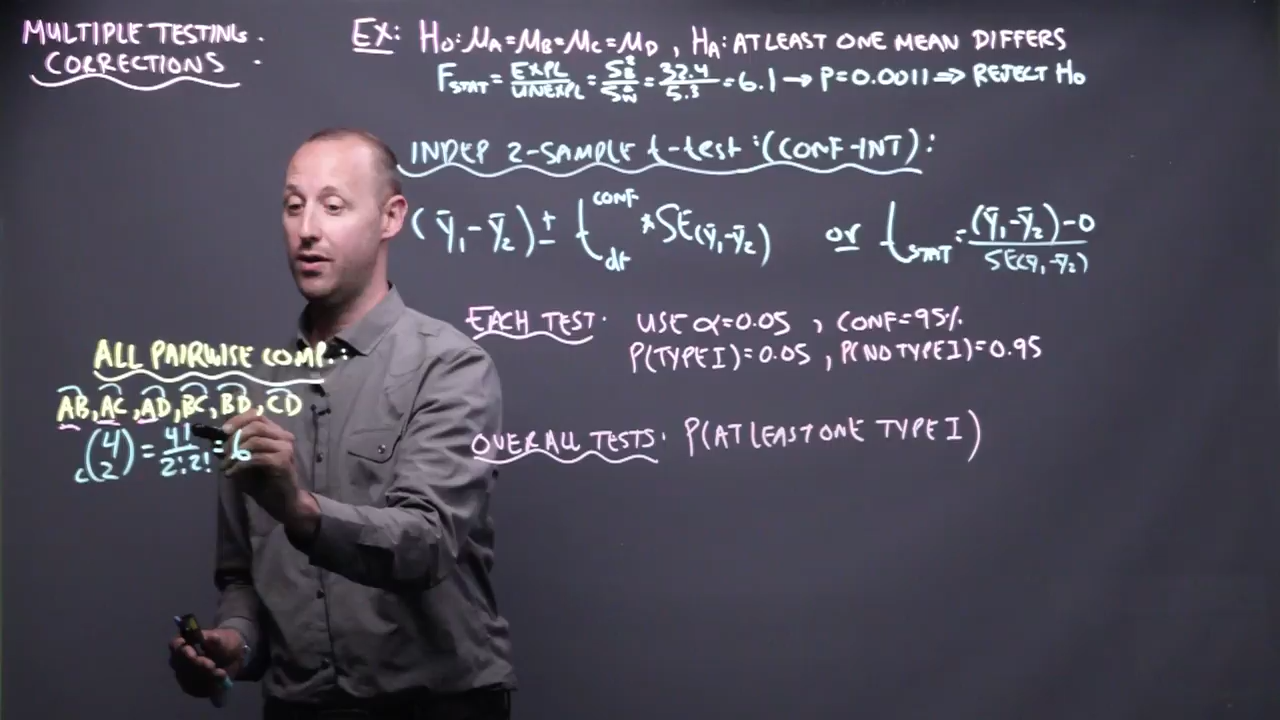 MULTIPLE TESTING
CORRECTIONS :
EX: H0: μA=μB=μC=μD , HA: AT LEAST ONE MEAN DIFFERS
FSTAT = EXPL/UNEXPL = S²B/S²W = 32.4/5.3 = 6.1 → P=0.0011 ⇒ REJECT H0
INDEP 2-SAMPLE t-test :(CONF-INT):
(ȳ1-ȳ2) ± t CONF df * SE(ȳ1-ȳ2) or tSTAT = (ȳ1-ȳ2)-0 / SE(ȳ1-ȳ2)
EACH TEST: USE α=0.05 , CONF=95%
P(TYPE I)=0.05 , P(NO TYPE I)=0.95
ALL PAIRWISE COMP.:
AB, AC, AD, BC, BD, CD
(4 2) = 4!/2!2! = 6
OVERALL TESTS: P(AT LEAST ONE TYPE I)